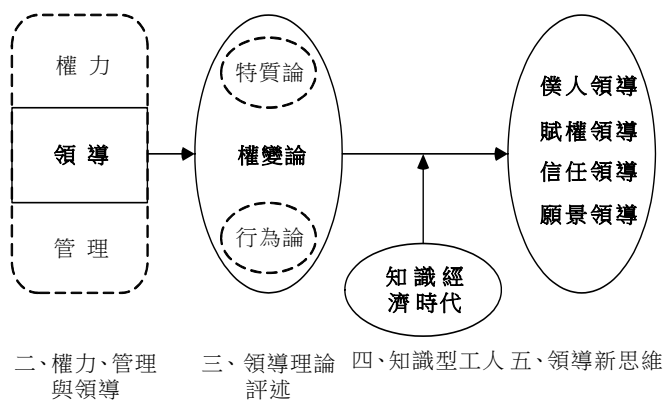 權 力
領 導
管 理
特質論
權變論
行為論
知 識 經
濟 時代
僕人領導
賦權領導
信任領導
願景領導
二、權力、管理
與領導
三、領導理論
評述
四、知識型工人
五、領導新思維